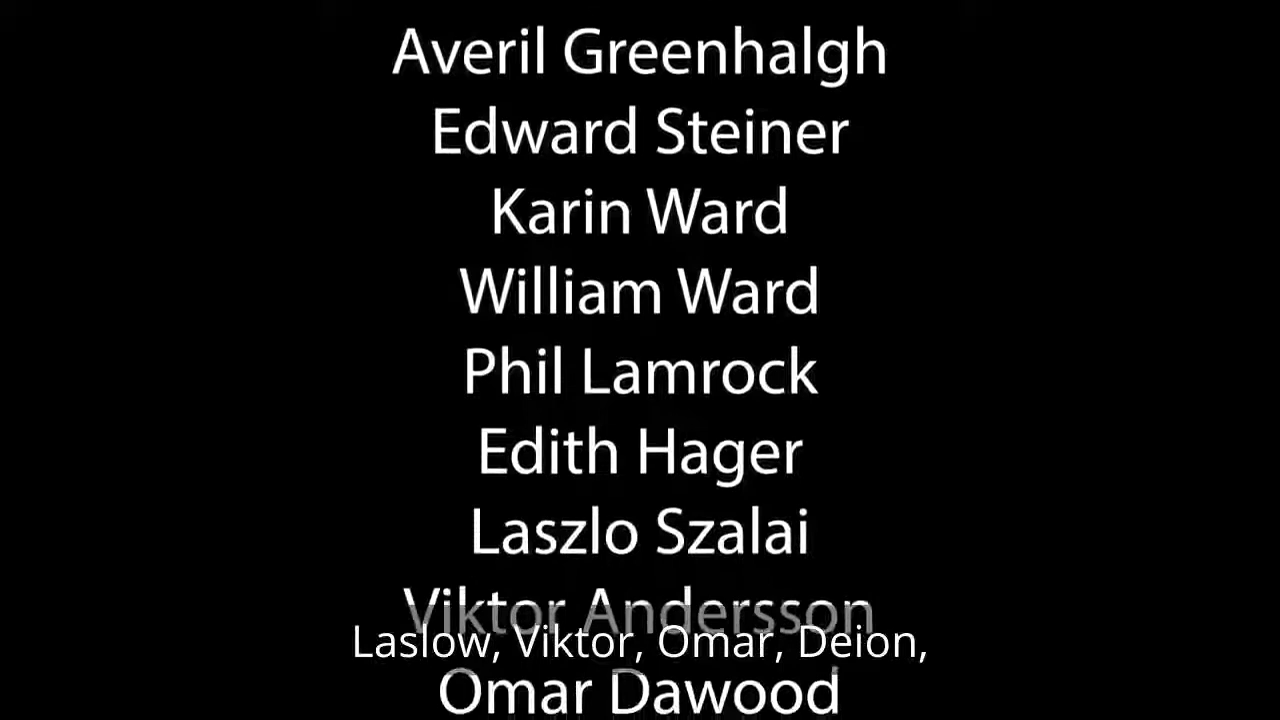 Averil Greenhalgh
Edward Steiner
Karin Ward
William Ward
Phil Lamrock
Edith Hager
Laszlo Szalai
Viktor Andersson
Laslow, Viktor, Omar, Deion,
Omar Dawood